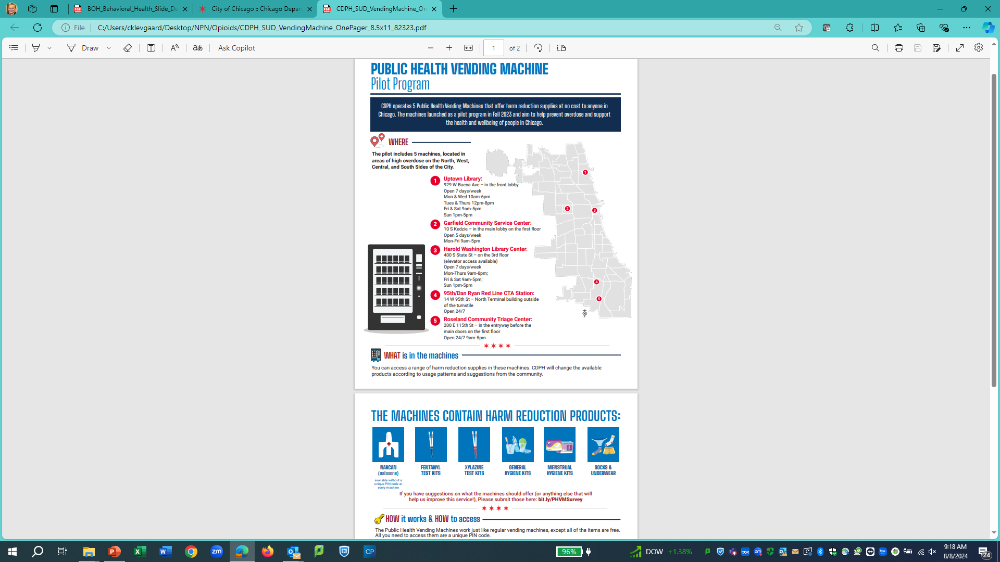 BOH_Behavioral_Health_Slide_De
City of Chicago :: Chicago Depar
CDPH_SUD_VendingMachine_On
File
C:/Users/cklevgaard/Desktop/NPN/Opioids/CDPH_SUD_VendingMachine_OnePager_8.5x11_82323.pdf
Draw
Ask Copilot
1
of 2
PUBLIC HEALTH VENDING MACHINE
Pilot Program
CDPH operates 5 Public Health Vending Machines that offer harm reduction supplies at no cost to anyone in
Chicago. The machines launched as a pilot program in Fall 2023 and aim to help prevent overdose and support
the health and wellbeing of people in Chicago.
WHERE
The pilot includes 5 machines, located in
areas of high overdose on the North, West,
Central, and South Sides of the City.
1 Uptown Library:
929 W Buena Ave – in the front lobby
Open 7 days/week
Mon & Wed 10am-6pm
Tues & Thurs 12pm-8pm
Fri & Sat 9am-5pm
Sun 1pm-5pm
2 Garfield Community Service Center:
10 S Kedzie – in the main lobby on the first floor
Open 5 days/week
Mon-Fri 9am-5pm
3 Harold Washington Library Center:
400 S State St – on the 3rd floor
(elevator access available)
Open 7 days/week
Mon-Thurs 9am-8pm;
Fri & Sat 9am-5pm;
Sun 1pm-5pm
4 95th/Dan Ryan Red Line CTA Station:
14 W 95th St – North Terminal building outside
of the turnstile
Open 24/7
5 Roseland Community Triage Center:
200 E 115th St – in the entryway before the
main doors on the first floor
Open 24/7 9am-5pm
1
2
3
4
5
WHAT is in the machines
You can access a range of harm reduction supplies in these machines. CDPH will change the available
products according to usage patterns and suggestions from the community.
THE MACHINES CONTAIN HARM REDUCTION PRODUCTS:
NARCAN
(naloxone)
available without a
unique PIN code at
every machine
FENTANYL
TEST KITS
XYLAZINE
TEST KITS
GENERAL
HYGIENE KITS
MENSTRUAL
HYGIENE KITS
SOCKS &
UNDERWEAR
If you have suggestions on what the machines should offer (or anything else that will
help us improve this service!), Please submit those here: bit.ly/PHVMSurvey
HOW it works & HOW to access
The Public Health Vending Machines work just like regular vending machines, except all of the items are free.
All you need to access them are a unique PIN code.
zm
CP
96%
DOW +1.38%
box
zm
box
9:18 AM
8/8/2024
24